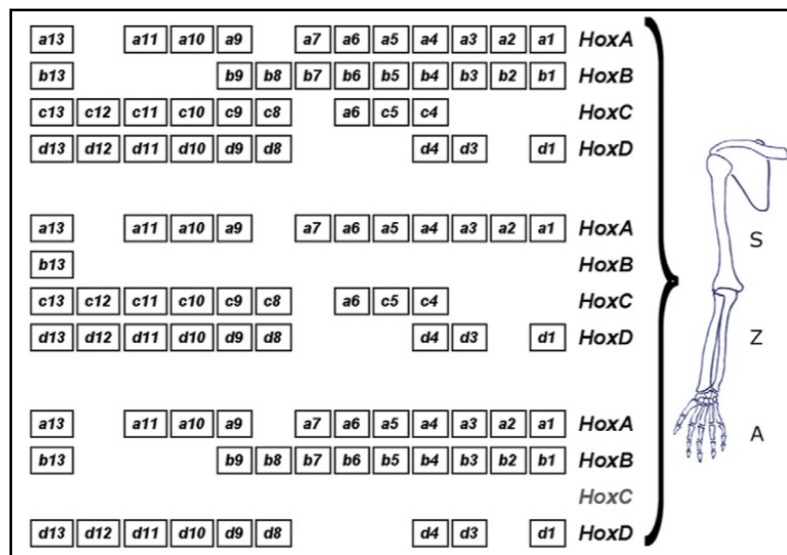 a13 a11 a10 a9 a7 a6 a5 a4 a3 a2 a1 HoxA
b13 b9 b8 b7 b6 b5 b4 b3 b2 b1 HoxB
c13 c12 c11 c10 c9 c8 a6 c5 c4 HoxC
d13 d12 d11 d10 d9 d8 d4 d3 d1 HoxD
a13 a11 a10 a9 a7 a6 a5 a4 a3 a2 a1 HoxA
S
b13 HoxB
c13 c12 c11 c10 c9 c8 a6 c5 c4 HoxC
d13 d12 d11 d10 d9 d8 d4 d3 d1 HoxD
Z
a13 a11 a10 a9 a7 a6 a5 a4 a3 a2 a1 HoxA
A
b13 b9 b8 b7 b6 b5 b4 b3 b2 b1 HoxB
HoxC
d13 d12 d11 d10 d9 d8 d4 d3 d1 HoxD